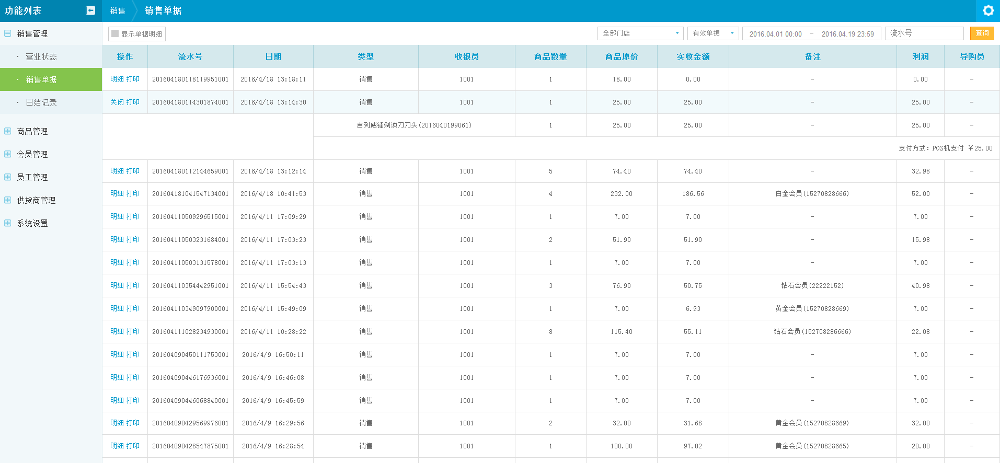 功能列表 销售 销售单据
销售管理
· 营业状态
· 销售单据
· 日结记录
商品管理
会员管理
员工管理
供货商管理
系统设置
显示单据明细 全部门店 有效单据 2016.04.01 00:00 – 2016.04.19 23:59 流水号 查询
操作 流水号 日期 类型 收银员 商品数量 商品原价 实收金额 备注 利润 导购员
明细 打印 201604180118119951001 2016/4/18 13:18:11 销售 1001 1 18.00 0.00 – 0.00 –
关闭 打印 201604180114301874001 2016/4/18 13:14:30 销售 1001 1 25.00 25.00 – 25.00 –
吉列威锋剃须刀刀头(2016040199061) 1 25.00 25.00 – 25.00 –
支付方式: POS机支付 ¥25.00
明细 打印 201604180112144659001 2016/4/18 13:12:14 销售 1001 5 74.40 74.40 – 32.98 –
明细 打印 201604181041547134001 2016/4/18 10:41:53 销售 1001 4 232.00 186.56 白金会员(15270828666) 52.00 –
明细 打印 201604110509296515001 2016/4/11 17:09:29 销售 1001 1 7.00 7.00 – 7.00 –
明细 打印 201604110503231684001 2016/4/11 17:03:23 销售 1001 2 51.90 51.90 – 15.98 –
明细 打印 201604110503131578001 2016/4/11 17:03:13 销售 1001 1 7.00 7.00 – 7.00 –
明细 打印 201604110354442951001 2016/4/11 15:54:43 销售 1001 3 76.90 50.75 钻石会员(22222152) 40.98 –
明细 打印 201604110349097900001 2016/4/11 15:49:09 销售 1001 1 7.00 6.93 黄金会员(15270828669) 7.00 –
明细 打印 201604111028234930001 2016/4/11 10:28:22 销售 1001 8 115.40 55.11 钻石会员(152708286666) 22.08 –
明细 打印 201604090450111753001 2016/4/9 16:50:11 销售 1001 1 7.00 7.00 – 7.00 –
明细 打印 201604090446176936001 2016/4/9 16:46:08 销售 1001 1 7.00 7.00 – 7.00 –
明细 打印 201604090446068840001 2016/4/9 16:45:59 销售 1001 1 7.00 7.00 – 7.00 –
明细 打印 201604090429569976001 2016/4/9 16:29:56 销售 1001 2 32.00 31.68 黄金会员(15270828669) 32.00 –
明细 打印 201604090428547875001 2016/4/9 16:28:54 销售 1001 1 100.00 97.02 黄金会员(15270828665) 20.00 –